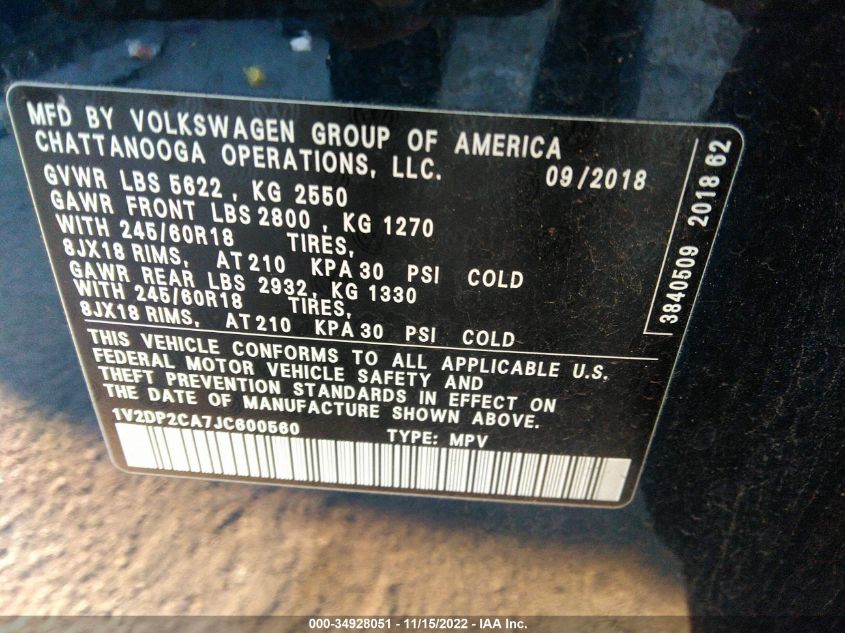 MFD BY VOLKSWAGEN GROUP OF AMERICA
CHATTANOOGA OPERATIONS, LLC.
09/2018
GVWR LBS 5622, KG 2550
GAWR FRONT LBS 2800, KG 1270
WITH 245/60R18 TIRES,
8JX18 RIMS, AT 210 KPA 30 PSI COLD
GAWR REAR LBS 2932, KG 1330
WITH 245/60R18 TIRES,
8JX18 RIMS, AT 210 KPA 30 PSI COLD
THIS VEHICLE CONFORMS TO ALL APPLICABLE U.S.
FEDERAL MOTOR VEHICLE SAFETY AND
THEFT PREVENTION STANDARDS IN EFFECT ON
THE DATE OF MANUFACTURE SHOWN ABOVE.
1V2DP2CA7JC600560 TYPE: MPV
3840509 2018 62
000-34928051 - 11/15/2022 - IAA Inc.